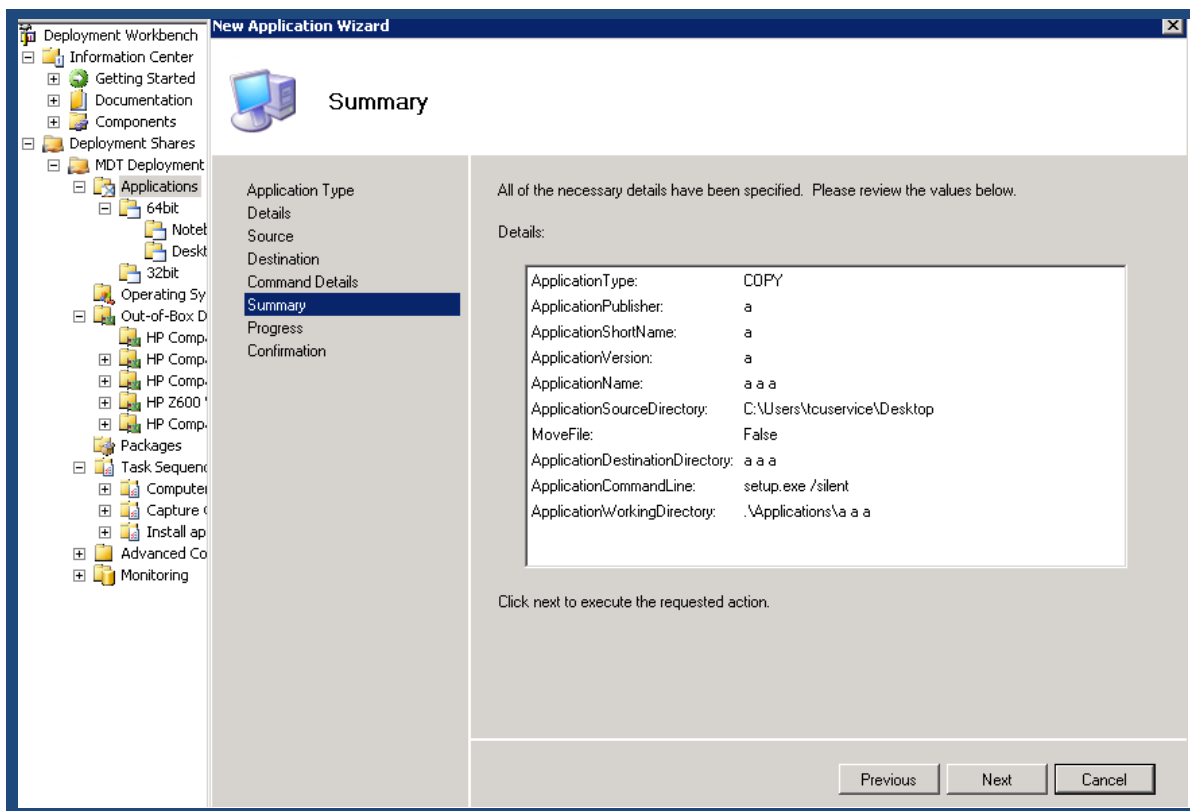 Deployment Workbench
Information Center
Getting Started
Documentation
Components
Deployment Shares
MDT Deployment
Applications
64bit
Notel
Deskt
32bit
Operating Sy
Out-of-Box D
HP Comp
HP Comp
HP Comp
HP Z600
HP Comp
Packages
Task Sequen
Computer
Capture
Install ap
Advanced Co
Monitoring
New Application Wizard
Summary
Application Type
Details
Source
Destination
Command Details
Summary
Progress
Confirmation
All of the necessary details have been specified.  Please review the values below.
Details:
ApplicationType: COPY
ApplicationPublisher: a
ApplicationShortName: a
ApplicationVersion: a
ApplicationName: a a a
ApplicationSourceDirectory: C:\Users\tcuservice\Desktop
MoveFile: False
ApplicationDestinationDirectory: a a a
ApplicationCommandLine: setup.exe /silent
ApplicationWorkingDirectory: .\Applications\a a a
Click next to execute the requested action.
Previous Next Cancel